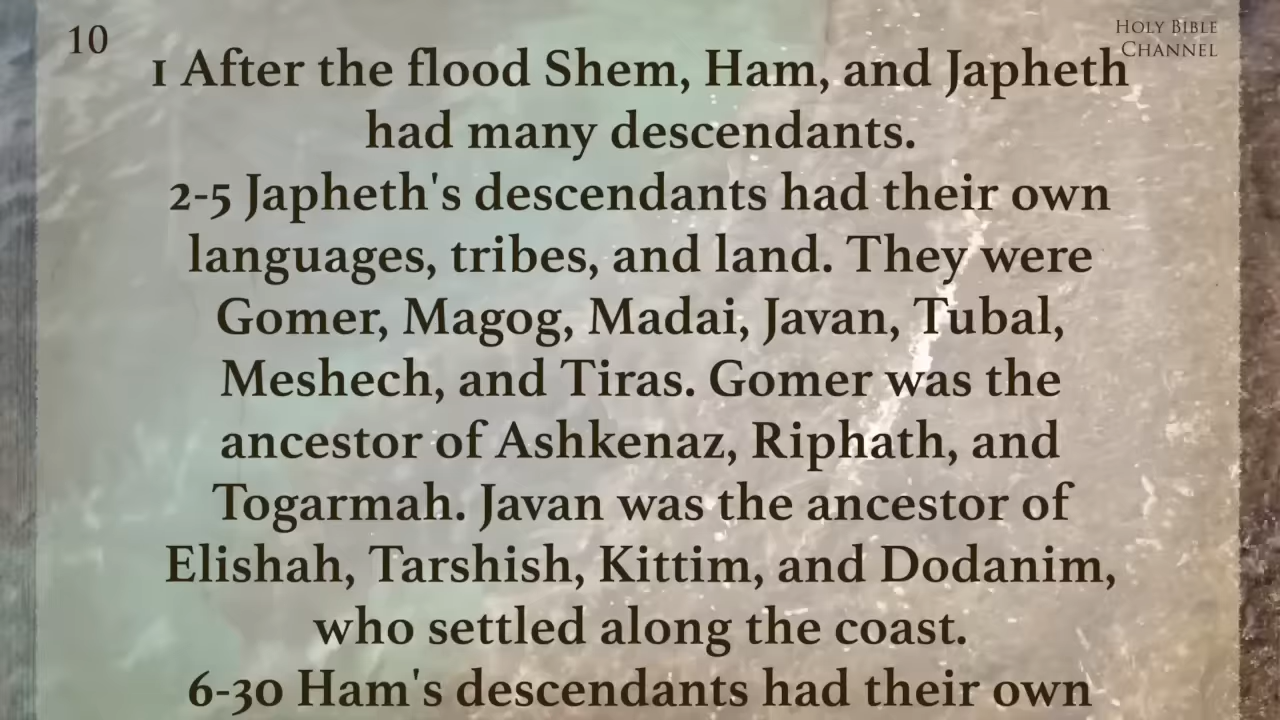 10
HOLY BIBLE
CHANNEL
1 After the flood Shem, Ham, and Japheth
had many descendants.
2-5 Japheth's descendants had their own
languages, tribes, and land. They were
Gomer, Magog, Madai, Javan, Tubal,
Meshech, and Tiras. Gomer was the
ancestor of Ashkenaz, Riphath, and
Togarmah. Javan was the ancestor of
Elishah, Tarshish, Kittim, and Dodanim,
who settled along the coast.
6-30 Ham's descendants had their own